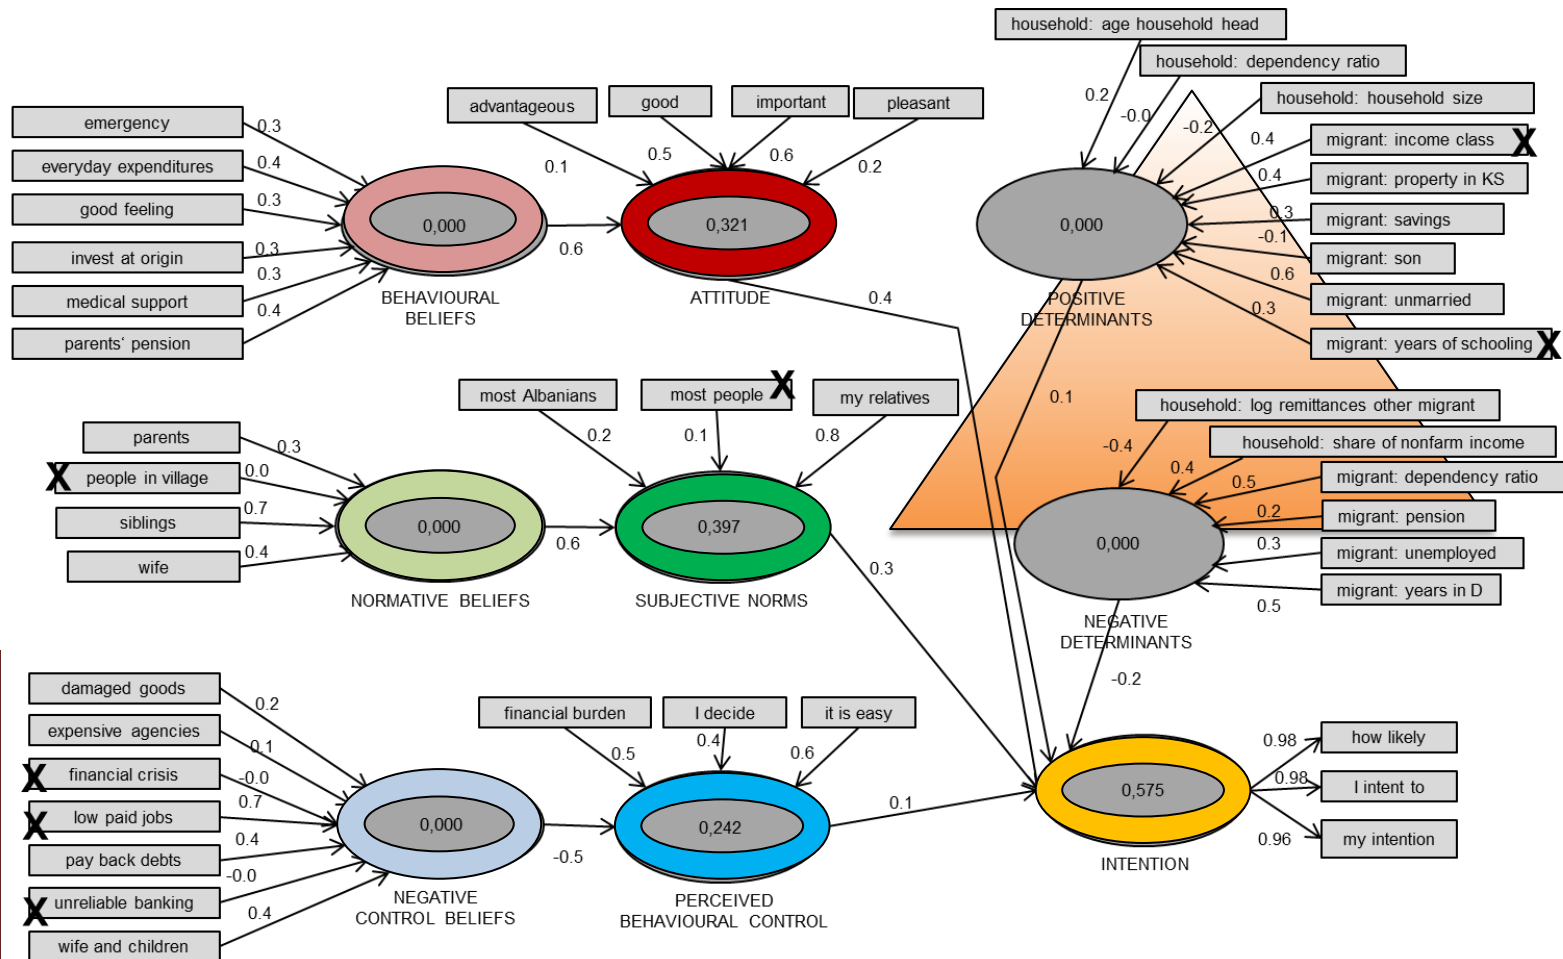 household: age household head
household: dependency ratio
household: household size
migrant: income class X
migrant: property in KS
migrant: savings
migrant: son
migrant: unmarried
migrant: years of schooling X
0.2
-0.0
-0.2
0.4
0.4
0.3
-0.1
0.6
0.3
0,000
POSITIVE
DETERMINANTS
emergency
everyday expenditures
good feeling
invest at origin
medical support
parents‘ pension
0.3
0.4
0.3
0.3
0.3
0.4
0,000
BEHAVIOURAL
BELIEFS
0.6
advantageous
good
important
pleasant
0.1
0.5
0.6
0.2
0,321
ATTITUDE
0.4
0.1
parents
X people in village
siblings
wife
0.3
0.0
0.7
0.4
0,000
NORMATIVE BELIEFS
0.6
most Albanians
most people X
my relatives
0.2
0.1
0.8
0,397
SUBJECTIVE NORMS
0.3
household: log remittances other migrant
household: share of nonfarm income
migrant: dependency ratio
migrant: pension
migrant: unemployed
migrant: years in D
-0.4
0.4
0.5
0.2
0.3
0.5
0,000
NEGATIVE
DETERMINANTS
-0.2
damaged goods
expensive agencies
X financial crisis
X low paid jobs
pay back debts
X unreliable banking
wife and children
0.2
0.1
-0.0
0.7
0.4
-0.0
0.4
0,000
NEGATIVE
CONTROL BELIEFS
-0.5
financial burden
I decide
it is easy
0.5
0.4
0.6
0,242
PERCEIVED
BEHAVIOURAL CONTROL
0.1
0,575
INTENTION
0.98
0.98
0.96
how likely
I intent to
my intention